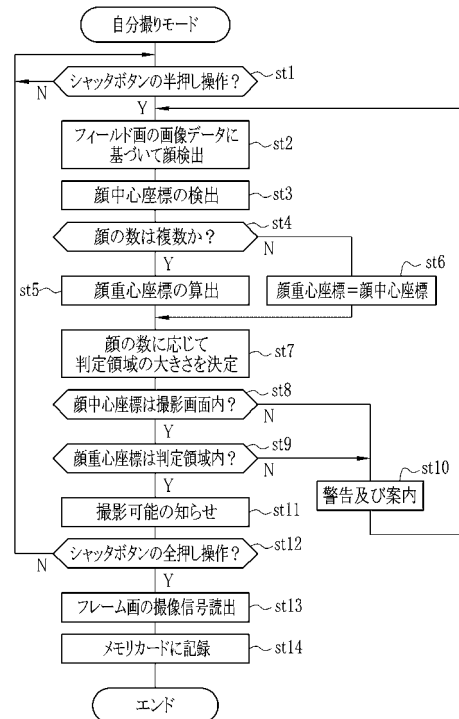 自分撮りモード
シャッタボタンの半押し操作？
st1
N
Y
フィールド画の画像データに
基づいて顔検出
st2
顔中心座標の検出
st3
顔の数は複数か？
st4
N
Y
st5
顔重心座標の算出
st6
顔重心座標＝顔中心座標
顔の数に応じて
判定領域の大きさを決定
st7
顔中心座標は撮影画面内？
st8
N
Y
顔重心座標は判定領域内？
st9
N
Y
st10
警告及び案内
撮影可能の知らせ
st11
シャッタボタンの全押し操作？
st12
N
Y
フレーム画の撮像信号読出
st13
メモリカードに記録
st14
エンド